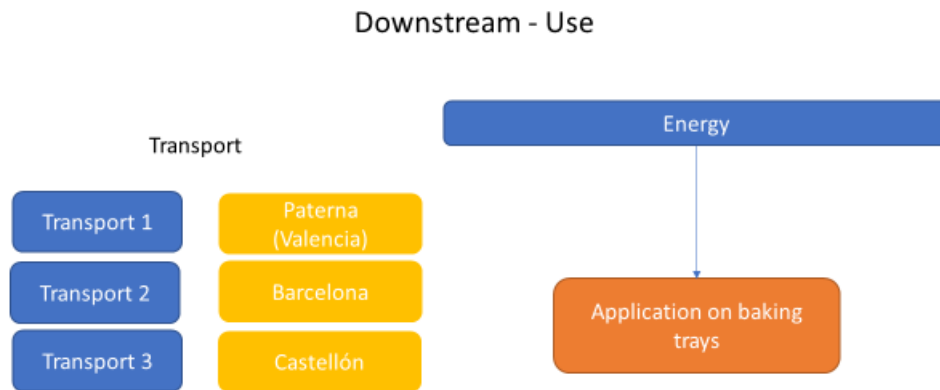 Downstream - Use
Energy
Transport
Transport 1
Paterna
(Valencia)
Transport 2
Barcelona
Application on baking
trays
Transport 3
Castellón